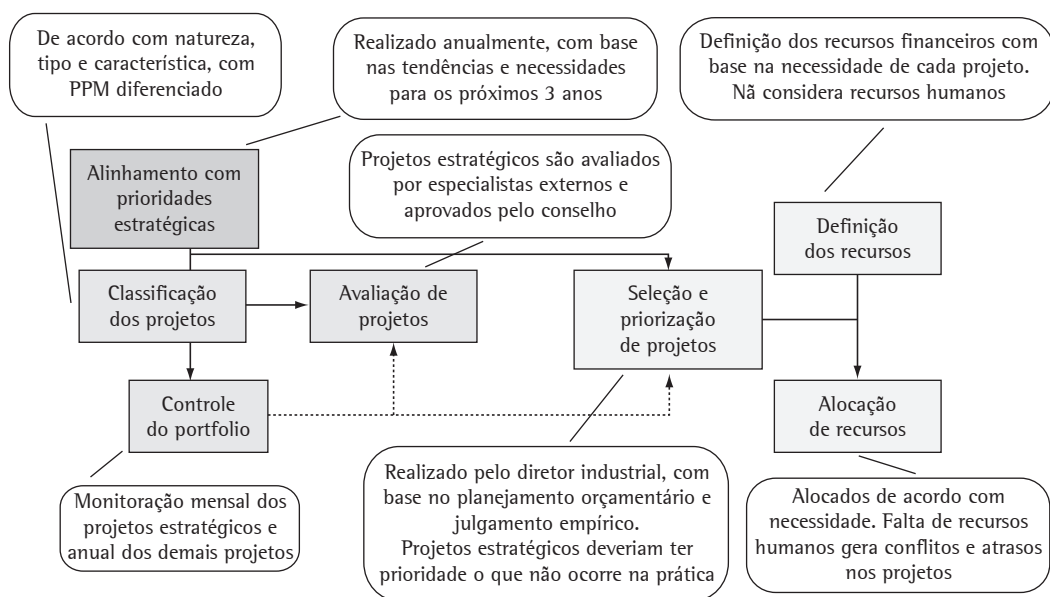 De acordo com natureza,
tipo e característica, com
PPM diferenciado
Realizado anualmente, com base
nas tendências e necessidades
para os próximos 3 anos
Definição dos recursos financeiros com
base na necessidade de cada projeto.
Nã considera recursos humanos
Alinhamento com
prioridades
estratégicas
Projetos estratégicos são avaliados
por especialistas externos e
aprovados pelo conselho
Definição
dos recursos
Classificação
dos projetos
Avaliação de
projetos
Seleção e
priorização
de projetos
Controle
do portfolio
Alocação
de recursos
Monitoração mensal dos
projetos estratégicos e
anual dos demais projetos
Realizado pelo diretor industrial, com
base no planejamento orçamentário e
julgamento empírico.
Projetos estratégicos deveriam ter
prioridade o que não ocorre na prática
Alocados de acordo com
necessidade. Falta de recursos
humanos gera conflitos e atrasos
nos projetos